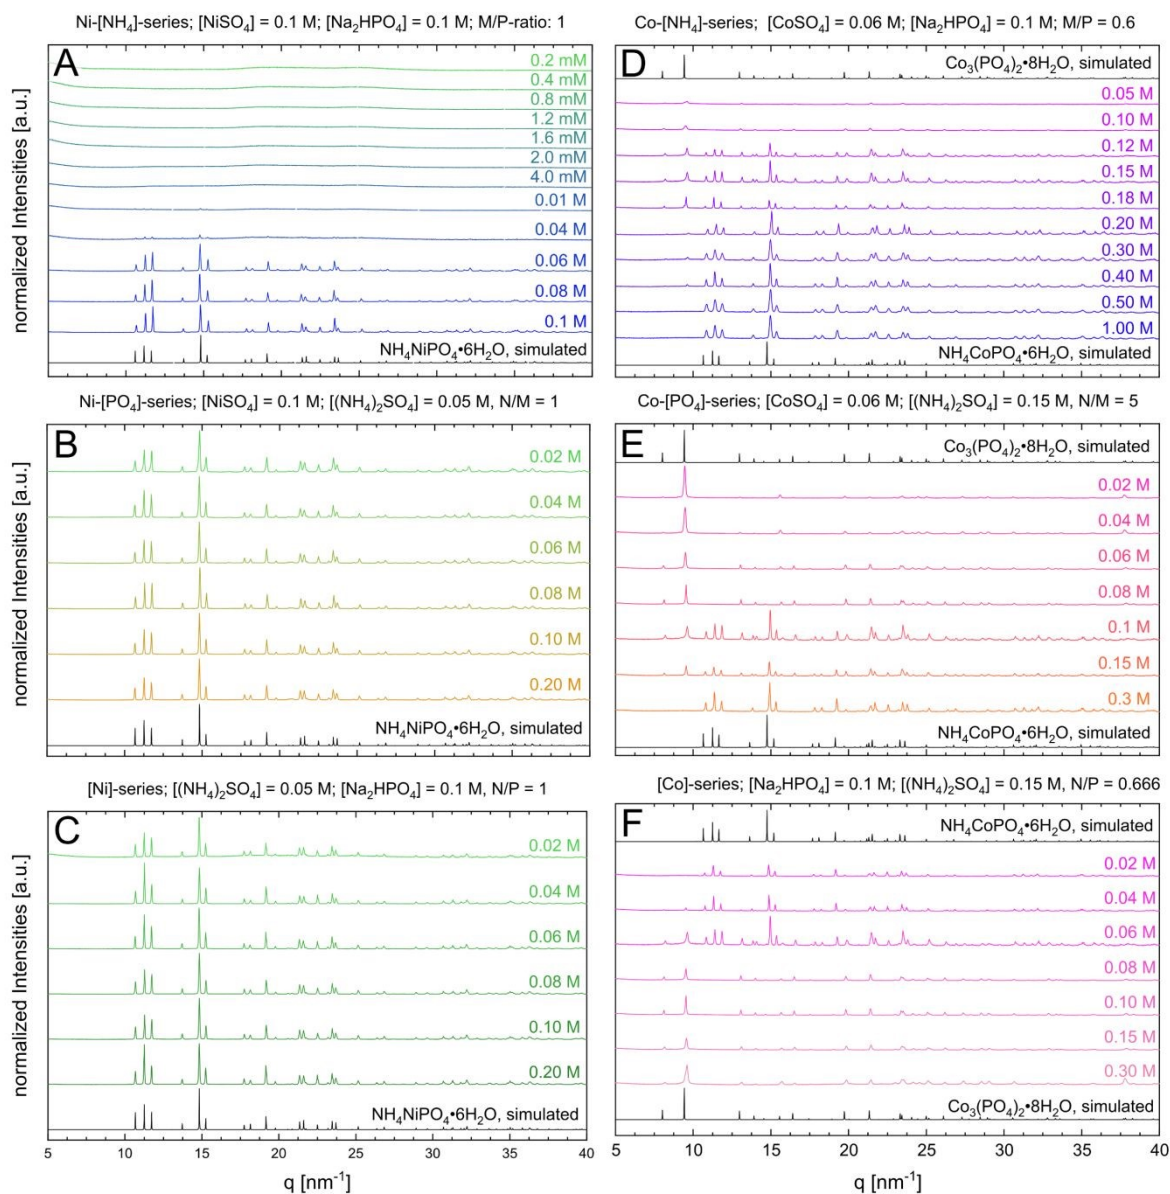 Ni-[NH₄]-series; [NiSO₄] = 0.1 M; [Na₂HPO₄] = 0.1 M; M/P-ratio: 1
A
0.2 mM
0.4 mM
0.8 mM
1.2 mM
1.6 mM
2.0 mM
4.0 mM
0.01 M
0.04 M
0.06 M
0.08 M
0.1 M
NH₄NiPO₄•6H₂O, simulated
normalized Intensities [a.u.]
Ni-[PO₄]-series; [NiSO₄] = 0.1 M; [(NH₄)₂SO₄] = 0.05 M, N/M = 1
B
0.02 M
0.04 M
0.06 M
0.08 M
0.10 M
0.20 M
NH₄NiPO₄•6H₂O, simulated
normalized Intensities [a.u.]
[Ni]-series; [(NH₄)₂SO₄] = 0.05 M; [Na₂HPO₄] = 0.1 M, N/P = 1
C
0.02 M
0.04 M
0.06 M
0.08 M
0.10 M
0.20 M
NH₄NiPO₄•6H₂O, simulated
normalized Intensities [a.u.]
5 10 15 20 25 30 35 40
q [nm⁻¹]
Co-[NH₄]-series; [CoSO₄] = 0.06 M; [Na₂HPO₄] = 0.1 M; M/P = 0.6
D
Co₃(PO₄)₂•8H₂O, simulated
0.05 M
0.10 M
0.12 M
0.15 M
0.18 M
0.20 M
0.30 M
0.40 M
0.50 M
1.00 M
NH₄CoPO₄•6H₂O, simulated
Co-[PO₄]-series; [CoSO₄] = 0.06 M; [(NH₄)₂SO₄] = 0.15 M, N/M = 5
E
Co₃(PO₄)₂•8H₂O, simulated
0.02 M
0.04 M
0.06 M
0.08 M
0.1 M
0.15 M
0.3 M
NH₄CoPO₄•6H₂O, simulated
[Co]-series; [Na₂HPO₄] = 0.1 M; [(NH₄)₂SO₄] = 0.15 M, N/P = 0.666
F
NH₄CoPO₄•6H₂O, simulated
0.02 M
0.04 M
0.06 M
0.08 M
0.10 M
0.15 M
0.30 M
Co₃(PO₄)₂•8H₂O, simulated
5 10 15 20 25 30 35 40
q [nm⁻¹]